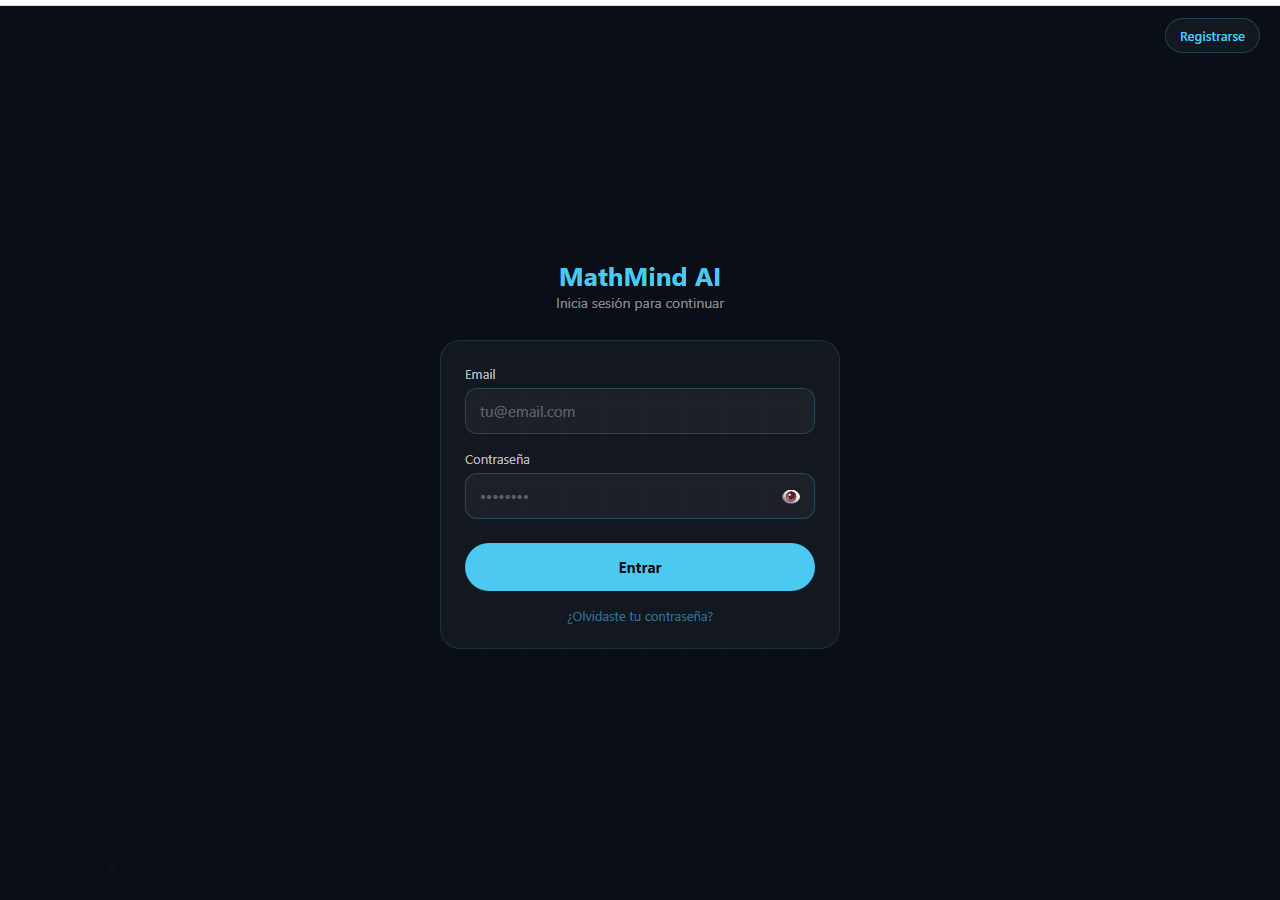 Registrarse
MathMind AI
Inicia sesión para continuar
Email
tu@email.com
Contraseña
••••••••
Entrar
¿Olvidaste tu contraseña?